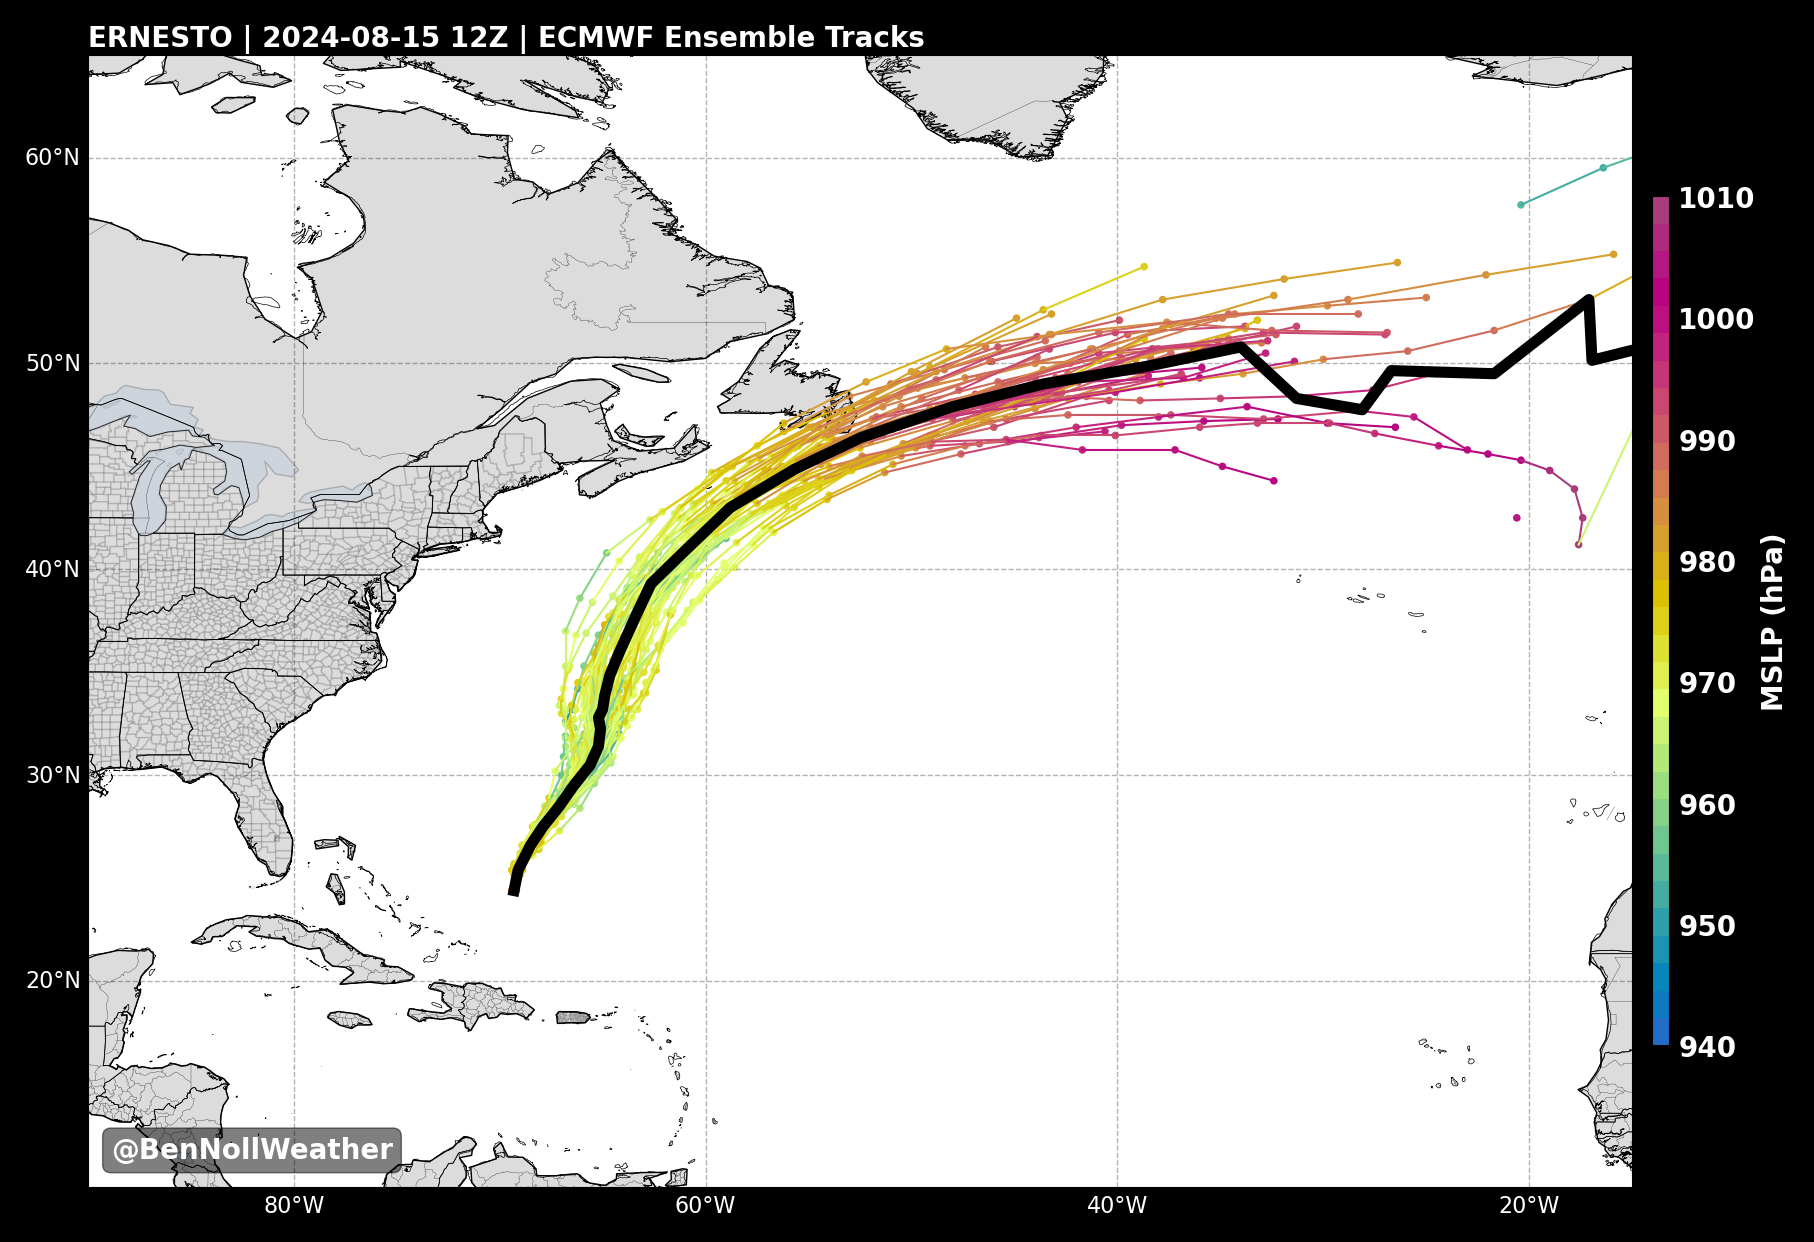 ERNESTO | 2024-08-15 12Z | ECMWF Ensemble Tracks
60°N
50°N
40°N
30°N
20°N
80°W
60°W
40°W
20°W
1010
1000
990
980
970
960
950
940
MSLP (hPa)
@BenNollWeather